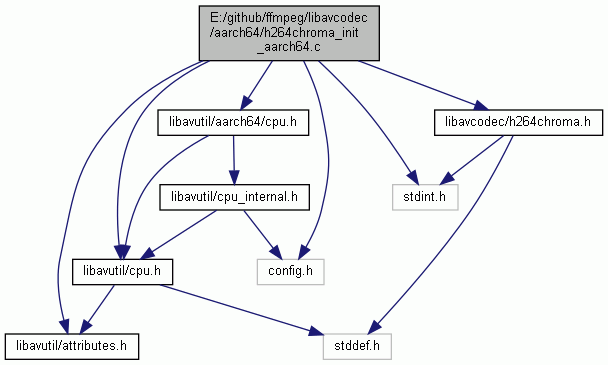 E:/github/ffmpeg/libavcodec
/aarch64/h264chroma_init
_aarch64.c
libavutil/aarch64/cpu.h
libavcodec/h264chroma.h
libavutil/cpu_internal.h
stdint.h
libavutil/cpu.h
config.h
libavutil/attributes.h
stddef.h